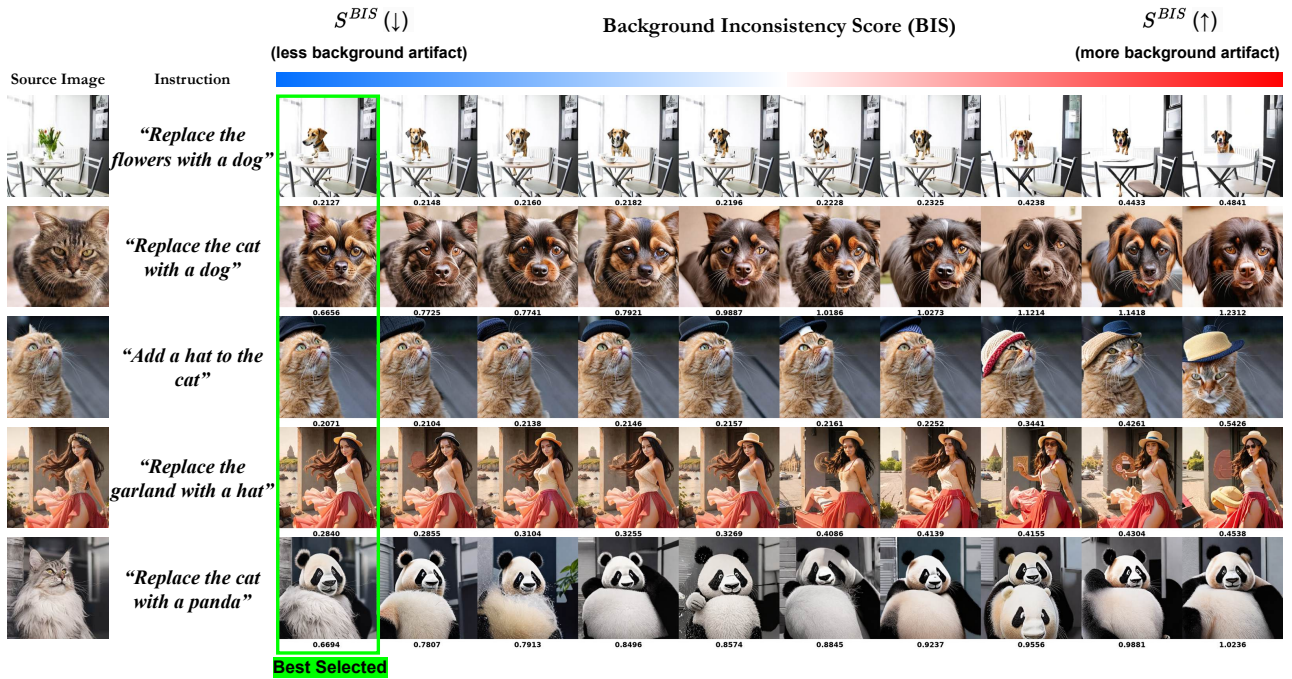 S^{BIS} (↓)
Background Inconsistency Score (BIS)
S^{BIS} (↑)
(less background artifact)
(more background artifact)
Source Image
Instruction
“Replace the
flowers with a dog”
0.2127 0.2148 0.2160 0.2182 0.2196 0.2228 0.2325 0.4238 0.4433 0.4841
“Replace the cat
with a dog”
0.6656 0.7725 0.7741 0.7921 0.9887 1.0186 1.0273 1.1214 1.1418 1.2312
“Add a hat to the
cat”
0.2071 0.2104 0.2138 0.2146 0.2157 0.2161 0.2252 0.3441 0.4261 0.5426
“Replace the
garland with a hat”
0.2840 0.2855 0.3104 0.3255 0.3269 0.4086 0.4139 0.4155 0.4304 0.4538
“Replace the cat
with a panda”
0.6694 0.7807 0.7913 0.8496 0.8574 0.8845 0.9237 0.9556 0.9881 1.0236
Best Selected